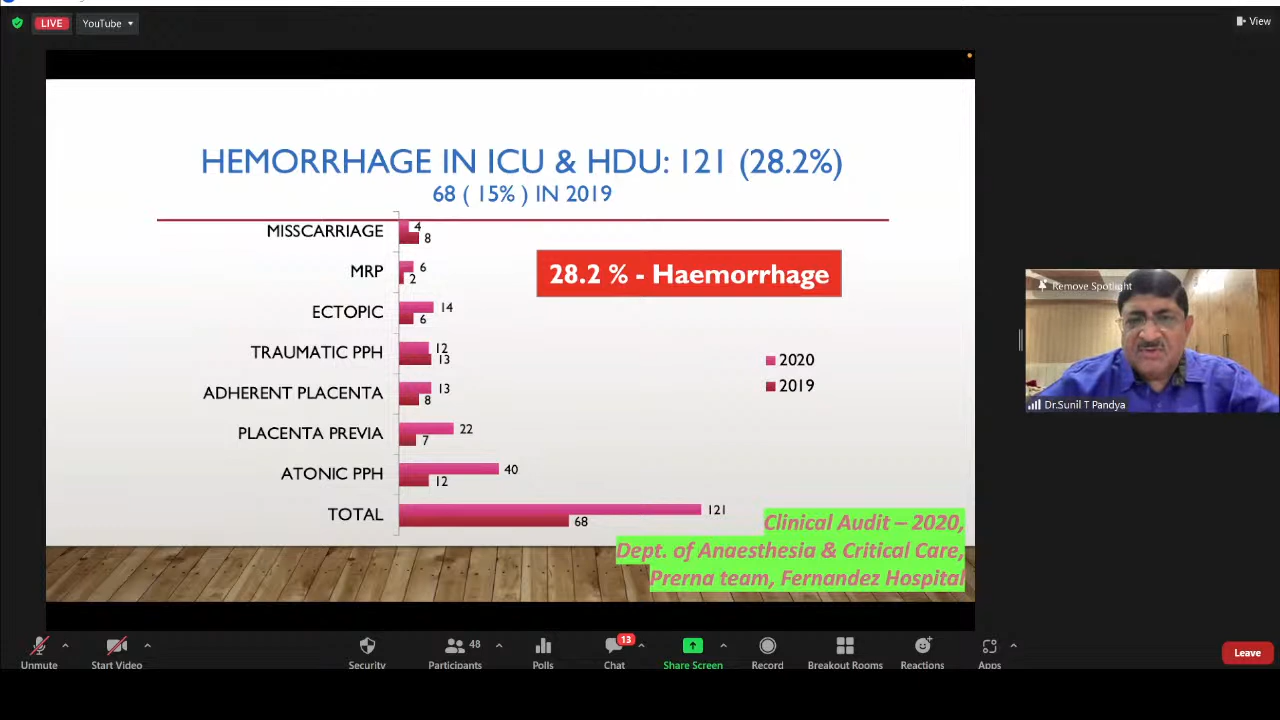 LIVE
YouTube
View
HEMORRHAGE IN ICU & HDU: 121 (28.2%)
68 ( 15% ) IN 2019
MISSCARRIAGE
4
8
28.2 % - Haemorrhage
MRP
6
2
ECTOPIC
14
6
TRAUMATIC PPH
12
13
2020
2019
ADHERENT PLACENTA
13
8
PLACENTA PREVIA
22
7
ATONIC PPH
40
12
TOTAL
121
68
Clinical Audit – 2020,
Dept. of Anaesthesia & Critical Care,
Prerna team, Fernandez Hospital
Remove Spotlight
Dr.Sunil T Pandya
Unmute
Start Video
Security
Participants
48
Polls
Chat
13
Share Screen
Record
Breakout Rooms
Reactions
Apps
Leave